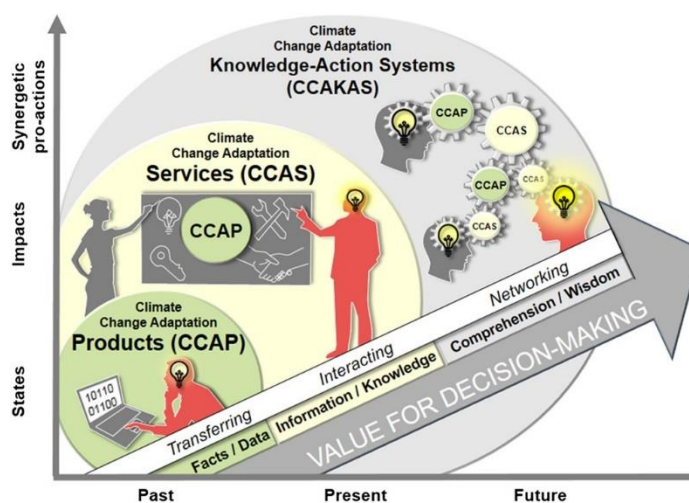 Climate
Change Adaptation
Knowledge-Action Systems
(CCAKAS)
Synergetic
pro-actions
Impacts
States
Climate
Change Adaptation
Services (CCAS)
CCAP
Climate
Change Adaptation
Products (CCAP)
10110
01100
CCAP
CCAS
CCAP
CCAS
CCAS
Transferring
Interacting
Networking
Facts / Data
Information / Knowledge
Comprehension / Wisdom
VALUE FOR DECISION-MAKING
Past
Present
Future